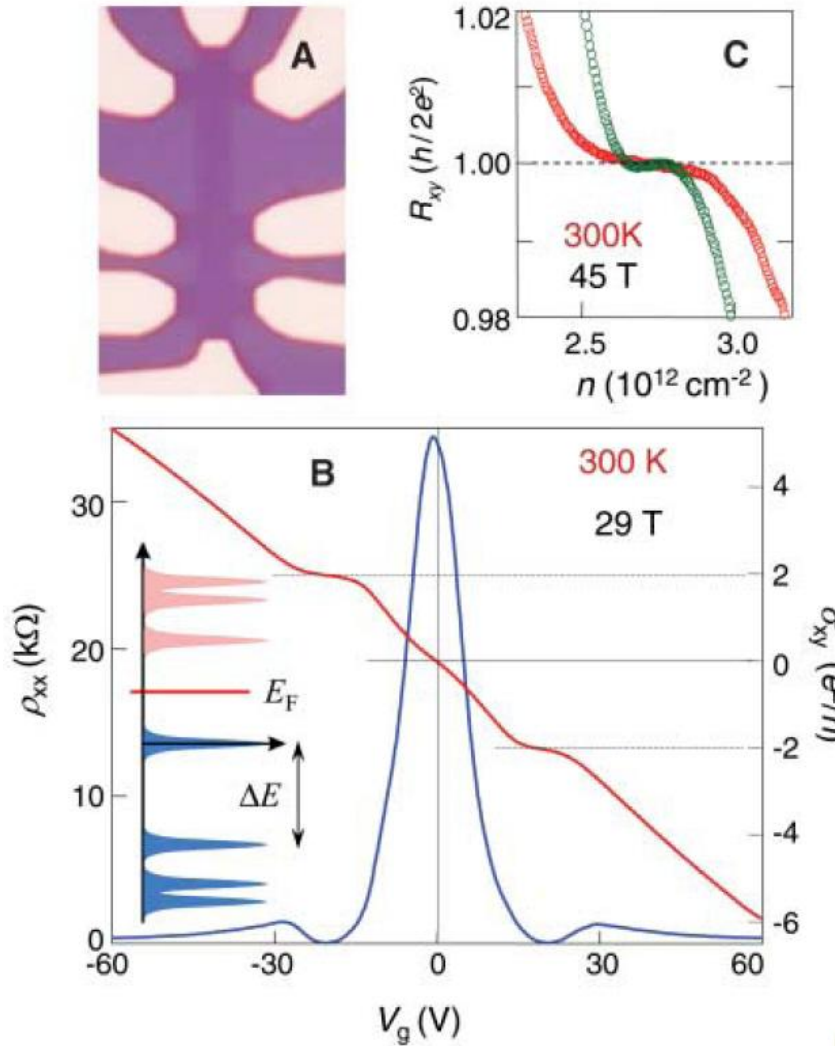 A
C
1.02
1.00
0.98
R_xy (h/2e²)
300K
45 T
2.5
3.0
n (10¹² cm⁻²)
B
300 K
29 T
30
20
10
0
ρ_xx (kΩ)
E_F
ΔE
4
2
0
-2
-4
-6
σ_xy (e²/h)
-60
-30
0
30
60
V_g (V)